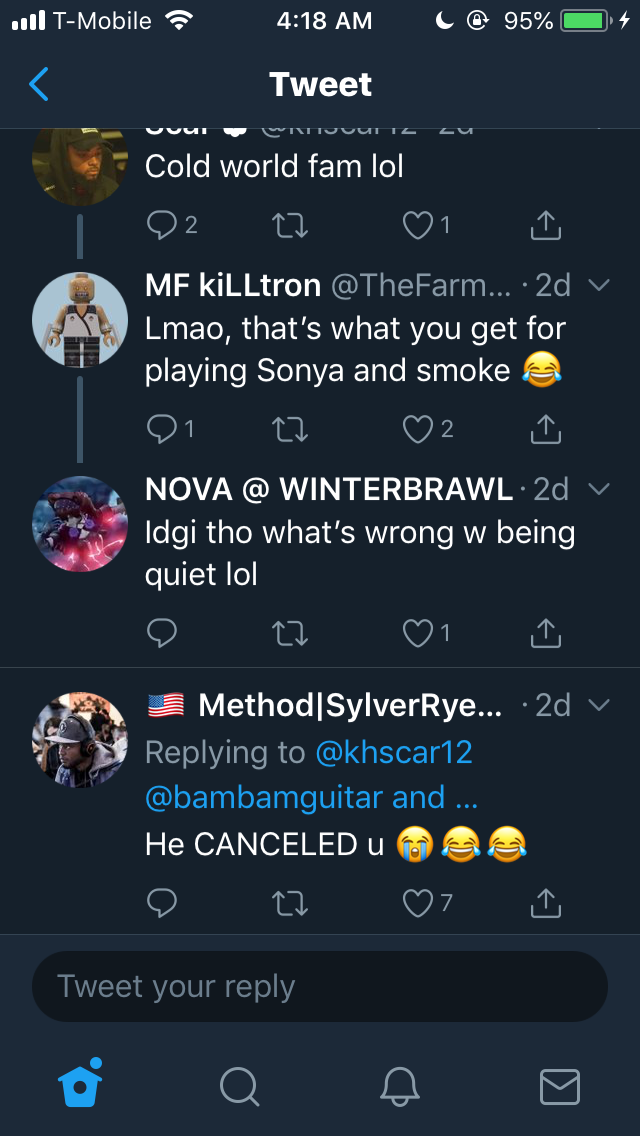 T-Mobile 4:18 AM 95%
Tweet
Scar @khscar12 · 2d
Cold world fam lol
2 1
MF kiLLtron @TheFarm... · 2d
Lmao, that’s what you get for
playing Sonya and smoke 😂
1 2
NOVA @ WINTERBRAWL · 2d
Idgi tho what’s wrong w being
quiet lol
1
🇺🇸 Method|SylverRye... · 2d
Replying to @khscar12
@bambamguitar and ...
He CANCELED u 😭😂😂
7
Tweet your reply